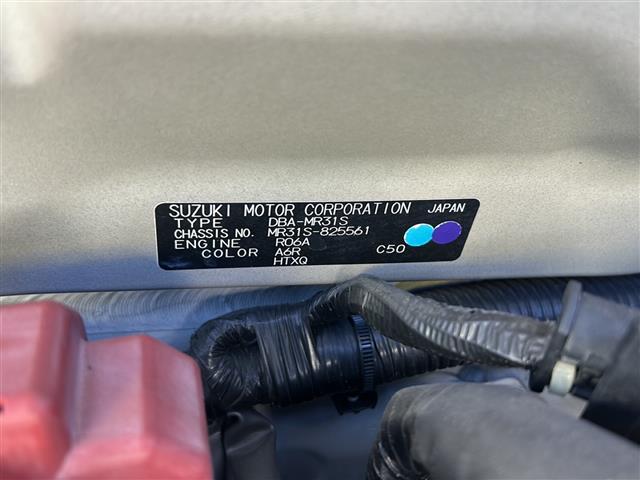 SUZUKI MOTOR CORPORATION JAPAN
TYPE DBA-MR31S
CHASSIS NO. MR31S-825561
ENGINE R06A
COLOR A6R C50
HTXQ